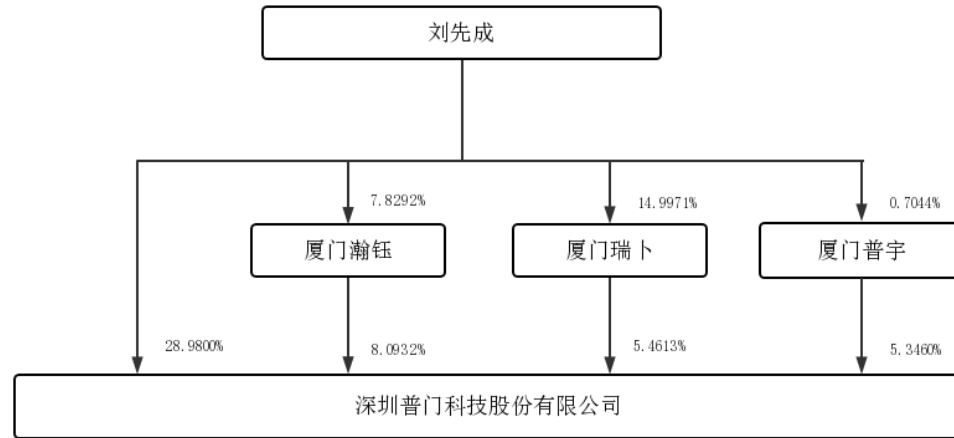 刘先成
7.8292%
14.9971%
0.7044%
厦门瀚钰
厦门瑞卜
厦门普宇
28.9800%
8.0932%
5.4613%
5.3460%
深圳普门科技股份有限公司